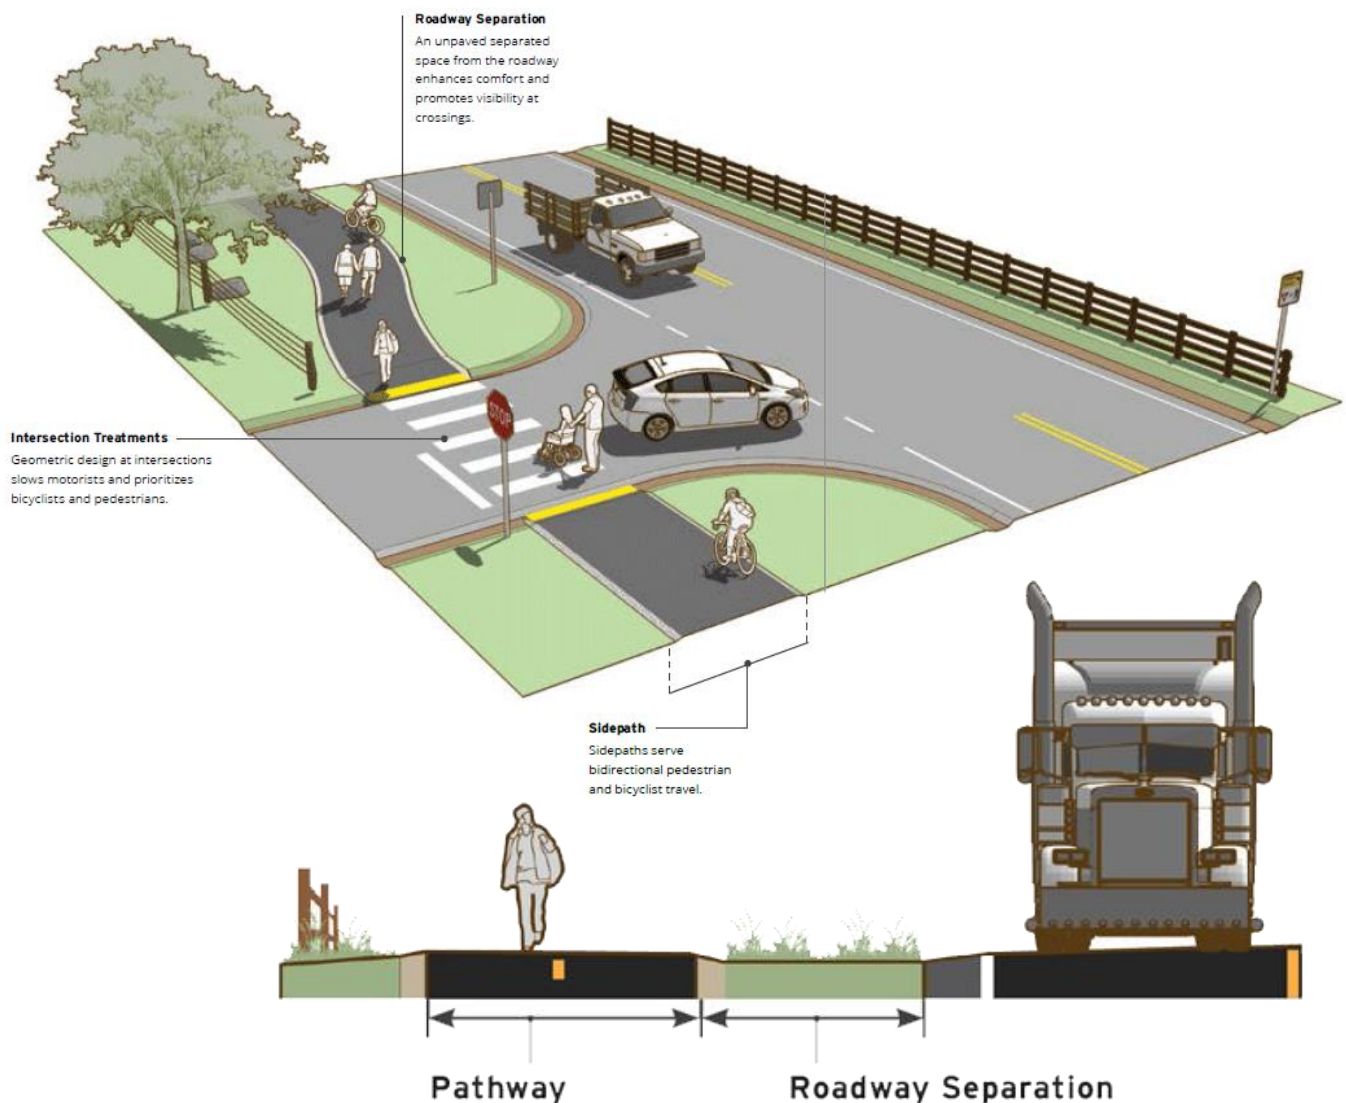 Roadway Separation
An unpaved separated
space from the roadway
enhances comfort and
promotes visibility at
crossings.
STOP
Intersection Treatments
Geometric design at intersections
slows motorists and prioritizes
bicyclists and pedestrians.
Sidepath
Sidepaths serve
bidirectional pedestrian
and bicyclist travel.
Pathway
Roadway Separation